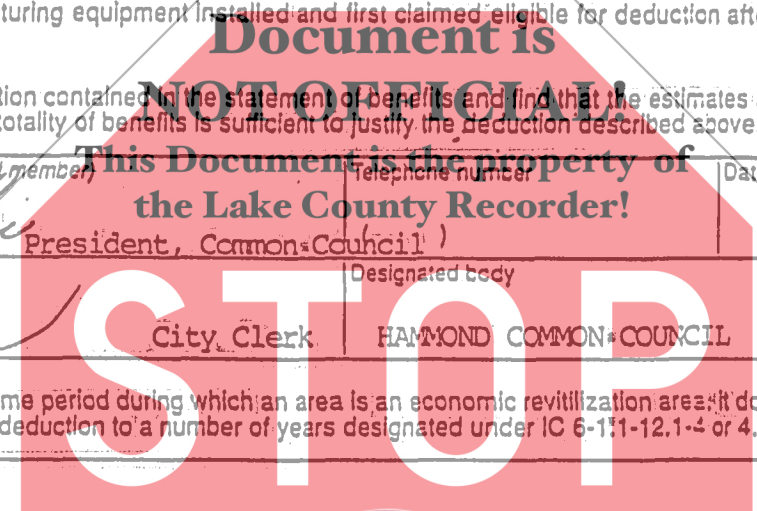 turing equipment installed and first claimed eligible for deduction aft
Document is
NOT OFFICIAL!
tion contained in the statement of benefits and find that the estimates
totality of benefits is sufficient to justify the deduction described above
This Document is the property of
the Lake County Recorder!
member)
Telephone number
Dat
President, Common Council
( )
Designated body
City Clerk
HAMMOND COMMON COUNCIL
STOP
me period during which an area is an economic revitilization area, it do
deduction to a number of years designated under IC 6-1.1-12.1-4 or 4.